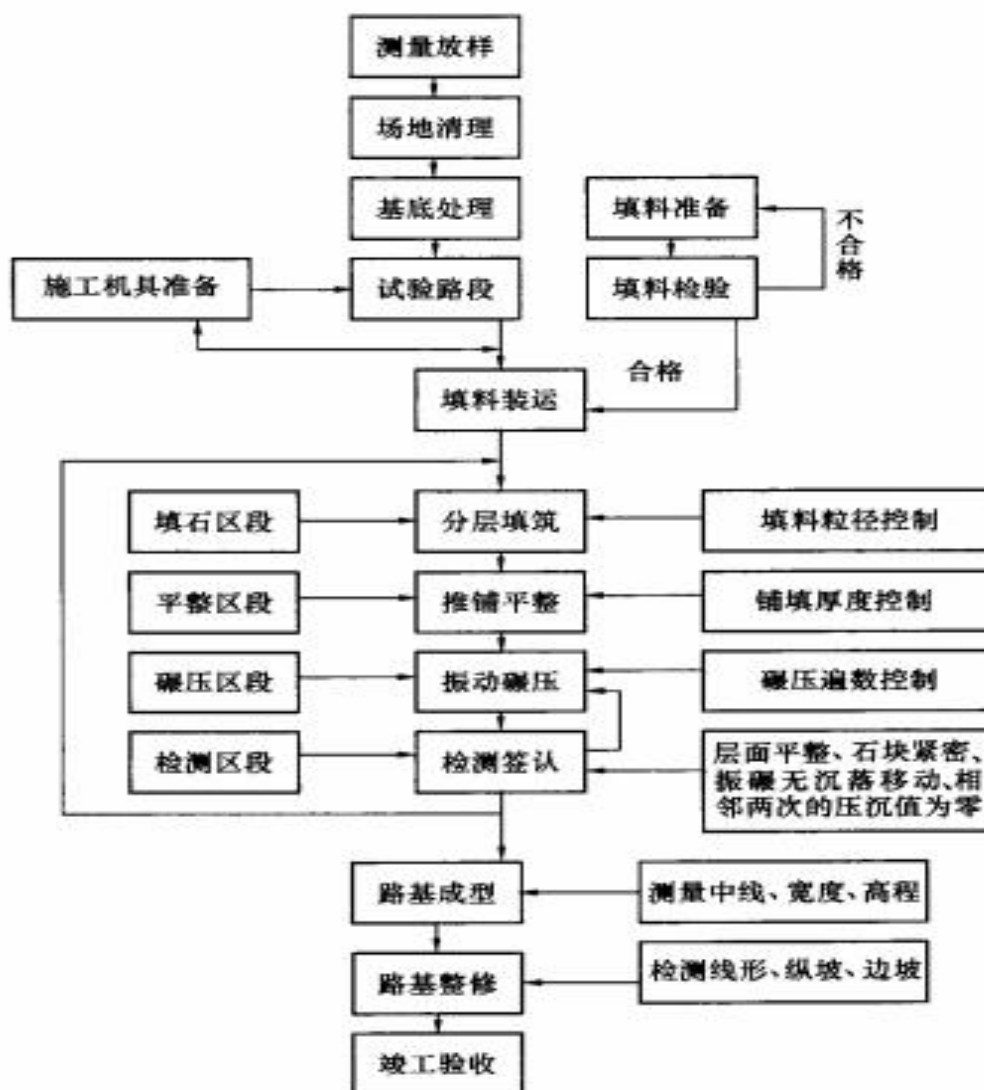 测量放样
场地清理
基底处理
填料准备
不合格
施工机具准备
试验路段
填料检验
合格
填料装运
填石区段
分层填筑
填料粒径控制
平整区段
推铺平整
铺填厚度控制
碾压区段
振动碾压
碾压遍数控制
检测区段
检测签认
层面平整、石块紧密、
振碾无沉落移动、相
邻两次的压沉值为零
路基成型
测量中线、宽度、高程
路基整修
检测线形、纵坡、边坡
竣工验收